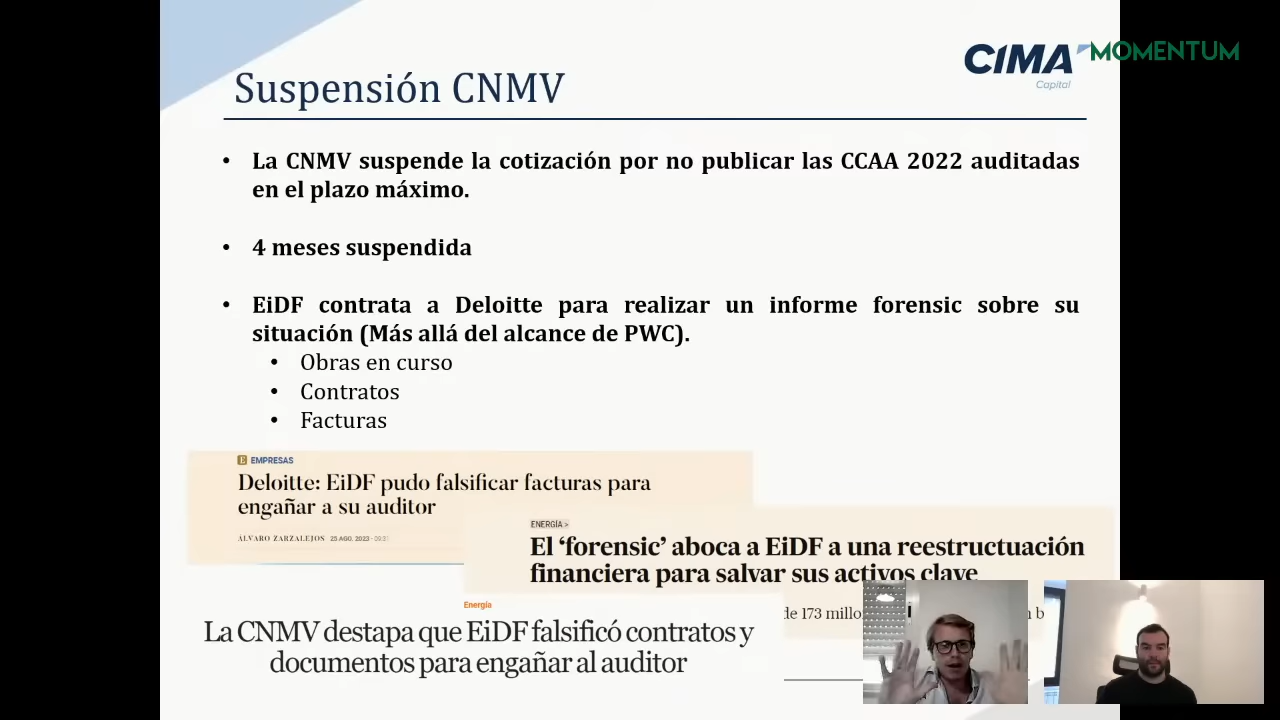 CIMA
Capital
MOMENTUM
Suspensión CNMV
• La CNMV suspende la cotización por no publicar las CCAA 2022 auditadas
en el plazo máximo.
• 4 meses suspendida
• EiDF contrata a Deloitte para realizar un informe forensic sobre su
situación (Más allá del alcance de PWC).
• Obras en curso
• Contratos
• Facturas
E EMPRESAS
Deloitte: EiDF pudo falsificar facturas para
engañar a su auditor
ÁLVARO ZARZALEJOS 25 AGO. 2023 -
ENERGÍA >
El ‘forensic’ aboca a EiDF a una reestructuación
financiera para salvar sus activos clave
de 173
Energía
La CNMV destapa que EiDF falsificó contratos y
documentos para engañar al auditor